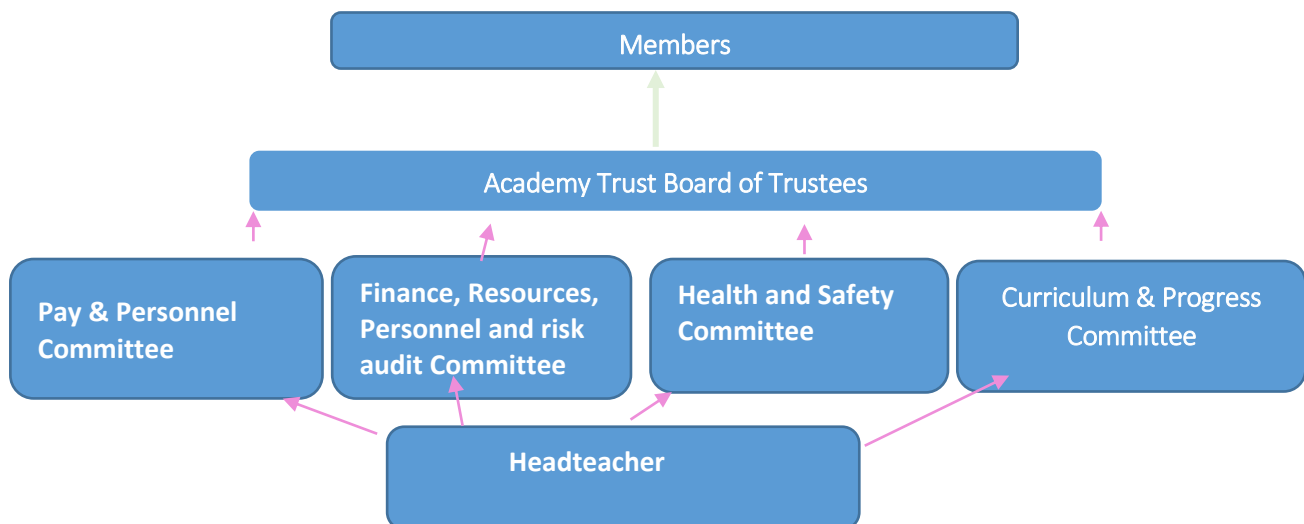 Members
Academy Trust Board of Trustees
Pay & Personnel
Committee
Finance, Resources,
Personnel and risk
audit Committee
Health and Safety
Committee
Curriculum & Progress
Committee
Headteacher